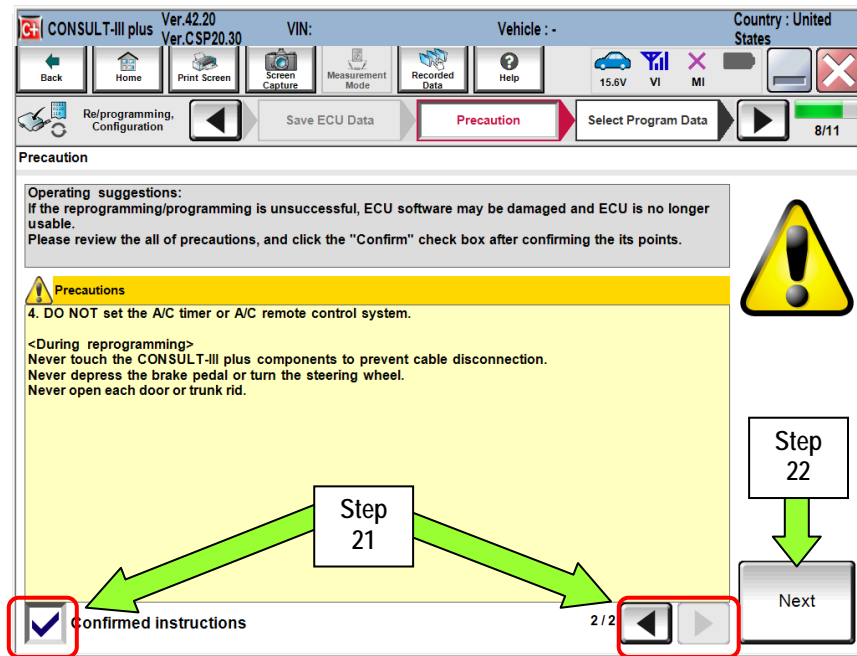 CONSULT-III plus
Ver.42.20
Ver.CSP20.30
VIN:
Vehicle : -
Country : United
States
Back
Home
Print Screen
Screen
Capture
Measurement
Mode
Recorded
Data
Help
15.6V
VI
MI
Re/programming,
Configuration
Save ECU Data
Precaution
Select Program Data
8/11
Precaution
Operating suggestions:
If the reprogramming/programming is unsuccessful, ECU software may be damaged and ECU is no longer
usable.
Please review the all of precautions, and click the "Confirm" check box after confirming the its points.
Precautions
4. DO NOT set the A/C timer or A/C remote control system.
<During reprogramming>
Never touch the CONSULT-III plus components to prevent cable disconnection.
Never depress the brake pedal or turn the steering wheel.
Never open each door or trunk rid.
Step
21
Step
22
Confirmed instructions
2 / 2
Next